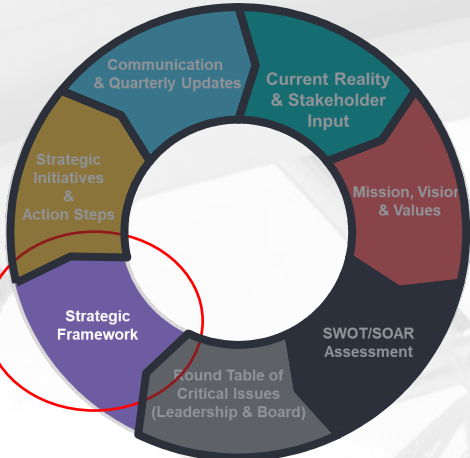 Communication
& Quarterly Updates
Current Reality
& Stakeholder
Input
Mission, Vision
& Values
SWOT/SOAR
Assessment
Round Table of
Critical Issues
(Leadership & Board)
Strategic
Framework
Strategic
Initiatives
&
Action Steps